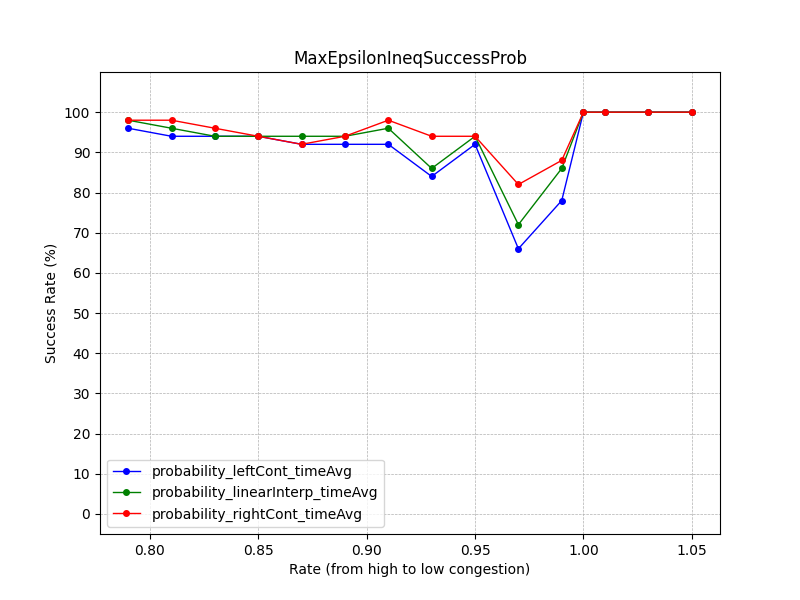 MaxEpsilonIneqSuccessProb
Success Rate (%)
100
90
80
70
60
50
40
30
20
10
0
probability_leftCont_timeAvg
probability_linearInterp_timeAvg
probability_rightCont_timeAvg
0.80 0.85 0.90 0.95 1.00 1.05
Rate (from high to low congestion)